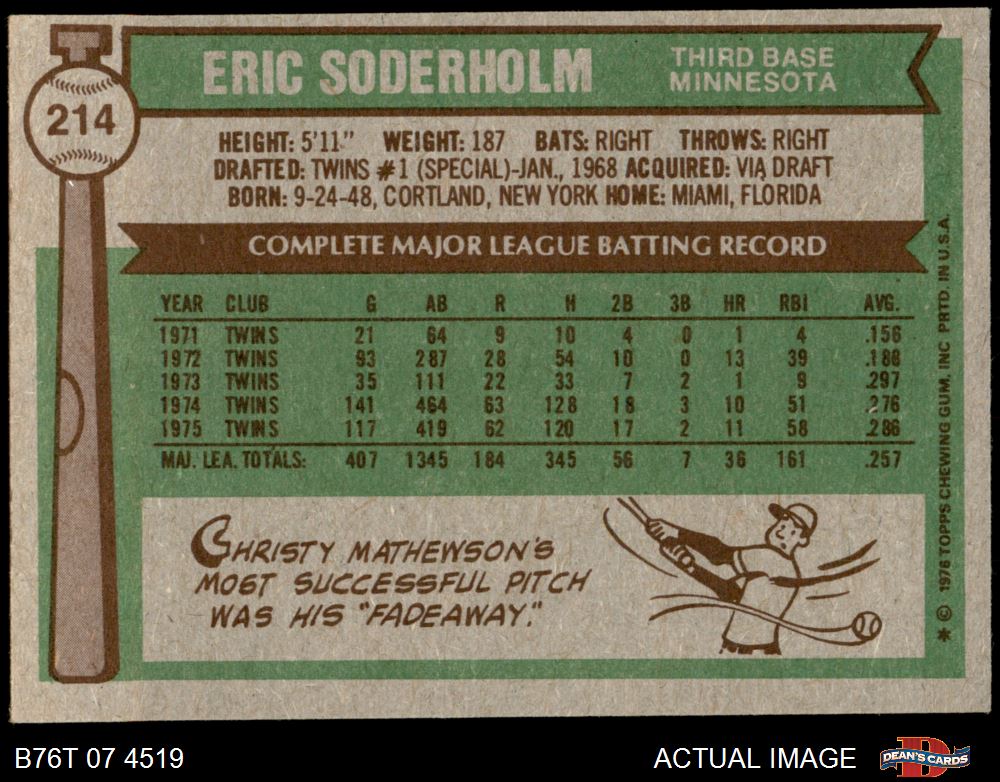 214
ERIC SODERHOLM
THIRD BASE
MINNESOTA
HEIGHT: 5'11" WEIGHT: 187 BATS: RIGHT THROWS: RIGHT
DRAFTED: TWINS #1 (SPECIAL)-JAN., 1968 ACQUIRED: VIA DRAFT
BORN: 9-24-48, CORTLAND, NEW YORK HOME: MIAMI, FLORIDA
COMPLETE MAJOR LEAGUE BATTING RECORD
YEAR CLUB G AB R H 2B 3B HR RBI AVG.
1971 TWINS 21 64 9 10 4 0 1 4 .156
1972 TWINS 93 287 28 54 10 0 13 39 .188
1973 TWINS 35 111 22 33 7 2 1 9 .297
1974 TWINS 141 464 63 128 18 3 10 51 .276
1975 TWINS 117 419 62 120 17 2 11 58 .286
MAJ. LEA. TOTALS: 407 1345 184 345 56 7 36 161 .257
CHRISTY MATHEWSON'S
MOST SUCCESSFUL PITCH
WAS HIS "FADEAWAY."
* © 1976 TOPPS CHEWING GUM, INC PRTD. IN U.S.A.
B76T 07 4519
ACTUAL IMAGE
D
DEAN'S CARDS